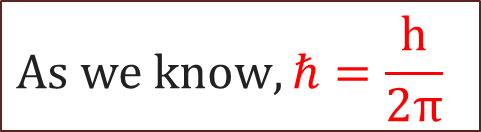 As we know, ℏ = h/2π